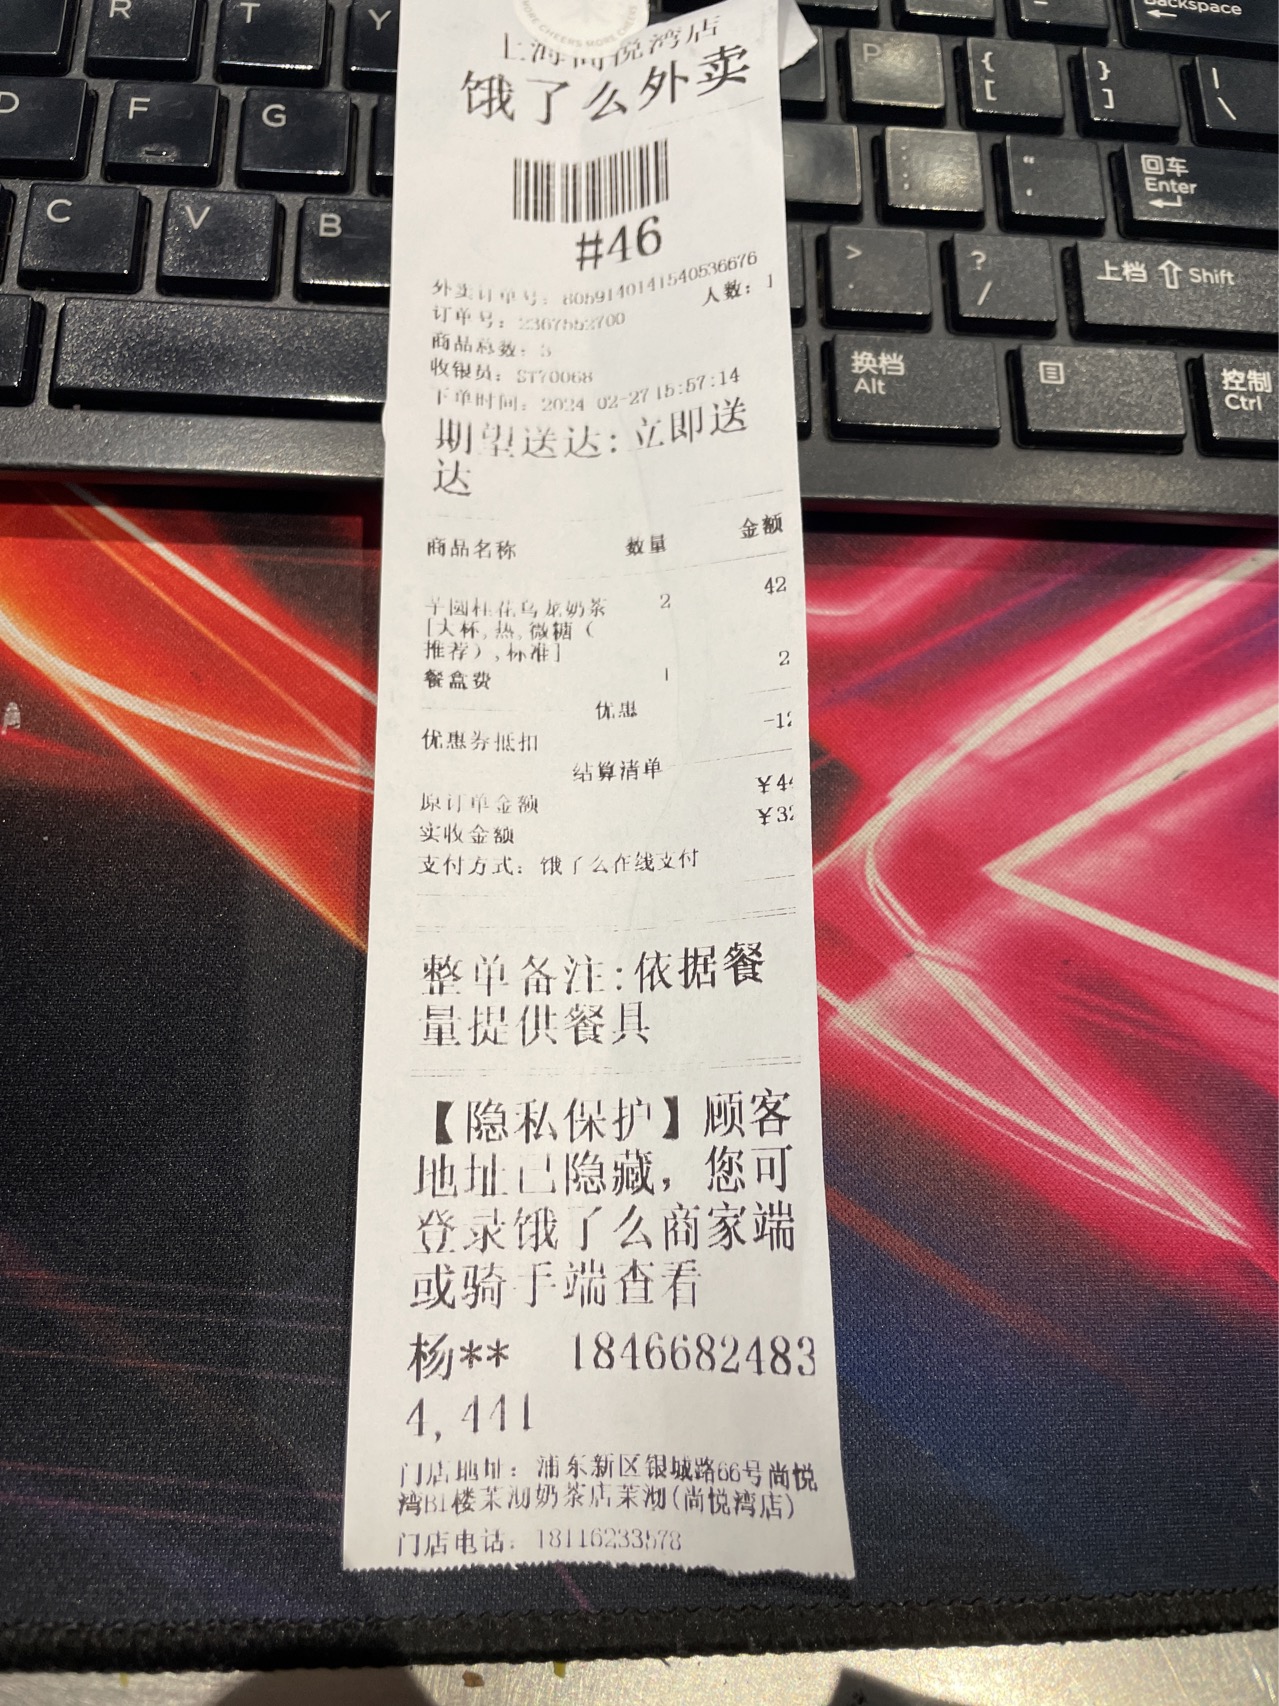 MORE CHEERS MORE CHEERS
上海尚悦湾店
饿了么外卖
#46
外卖订单号：8059140141540536676
订单号：2367552700
人数：1
商品总数：3
收银员：ST70068
下单时间：2024-02-27 15:57:14
期望送达：立即送
达
商品名称 数量 金额
芋圆桂花乌龙奶茶 2 42
[大杯,热,微糖（
推荐）,标准]
餐盒费 1 2
优惠
优惠券抵扣 -12
结算清单
原订单金额 ￥44
实收金额 ￥32
支付方式：饿了么在线支付
整单备注：依据餐
量提供餐具
【隐私保护】顾客
地址已隐藏，您可
登录饿了么商家端
或骑手端查看
杨** 1846682483
4,441
门店地址：浦东新区银城路66号尚悦
湾B1楼茉沏奶茶店茉沏(尚悦湾店)
门店电话：18116233578
R T Y
D F G
C V B
P { [ } ] | \
Backspace
" '
回车
Enter
> ? /
上档 Shift
换档
Alt
控制
Ctrl